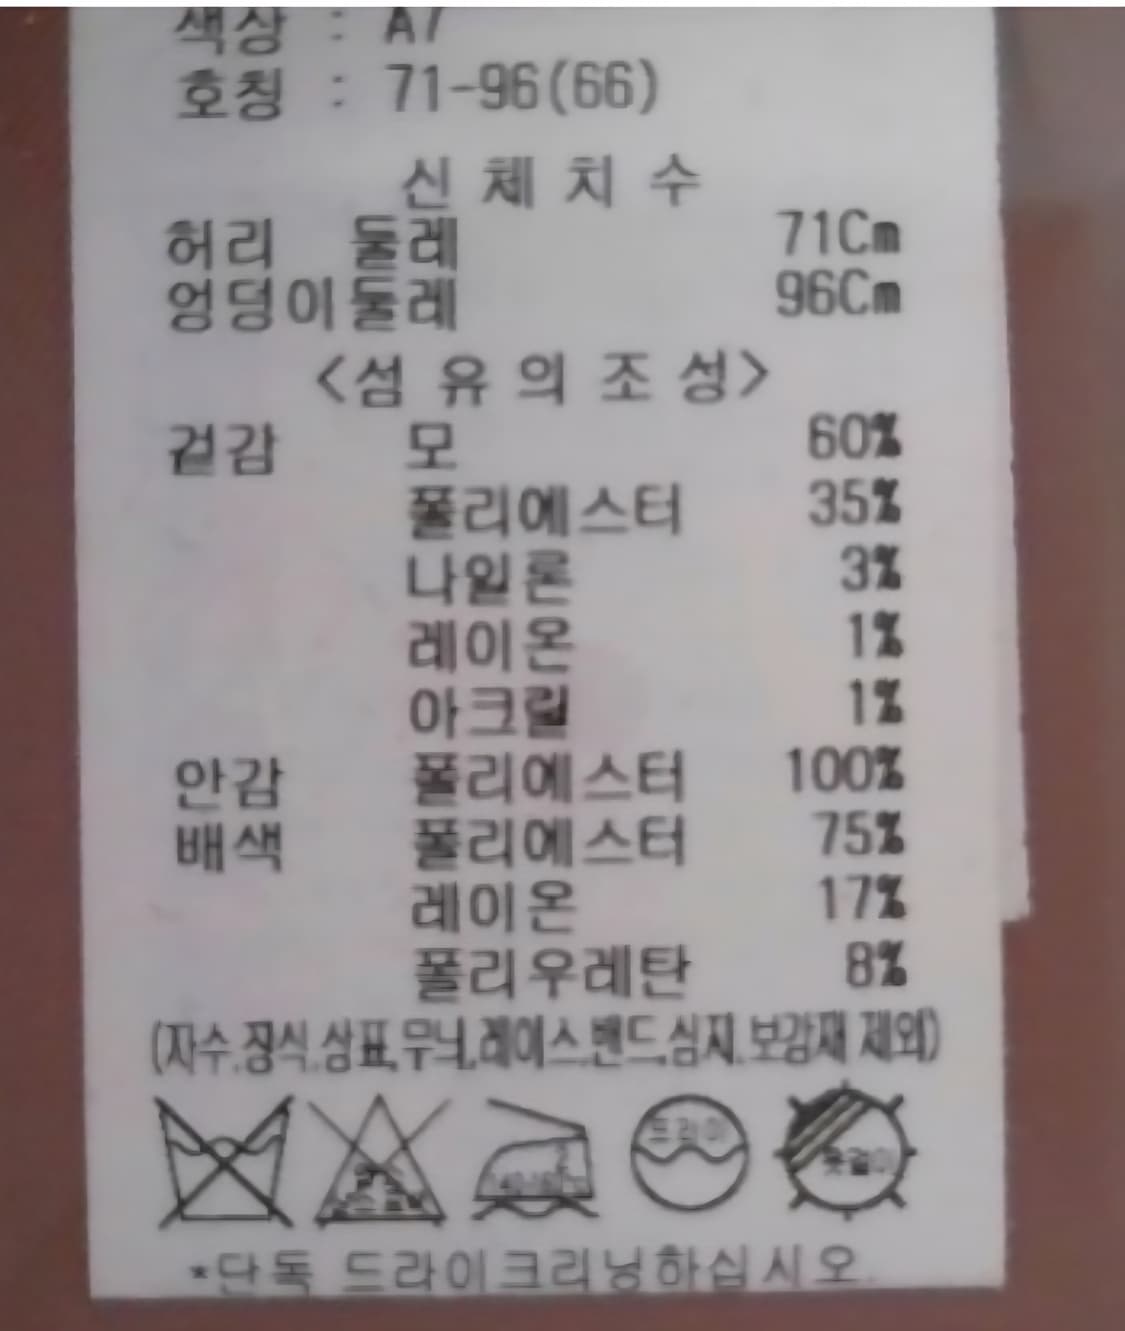 색상 : A7
호칭 : 71-96(66)
신체치수
허리 둘레 71Cm
엉덩이둘레 96Cm
<섬유의조성>
겉감 모 60%
폴리에스터 35%
나일론 3%
레이온 1%
아크릴 1%
안감 폴리에스터 100%
배색 폴리에스터 75%
레이온 17%
폴리우레탄 8%
(자수.장식.상표.무늬.레이스.밴드.심지.보강재 제외)
드라이
옷걸이
*단독 드라이크리닝하십시오.